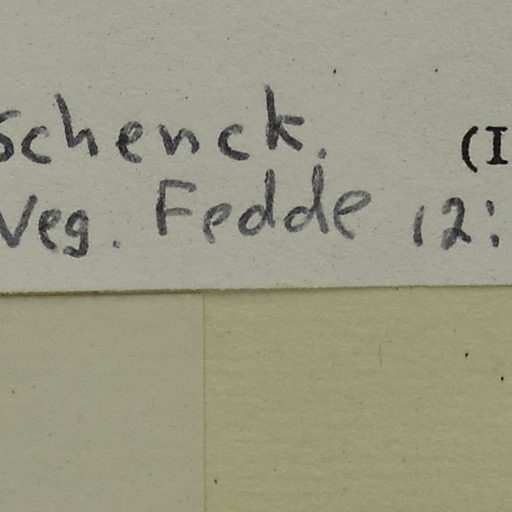 Schenck. (I
Veg. Fedde 12: